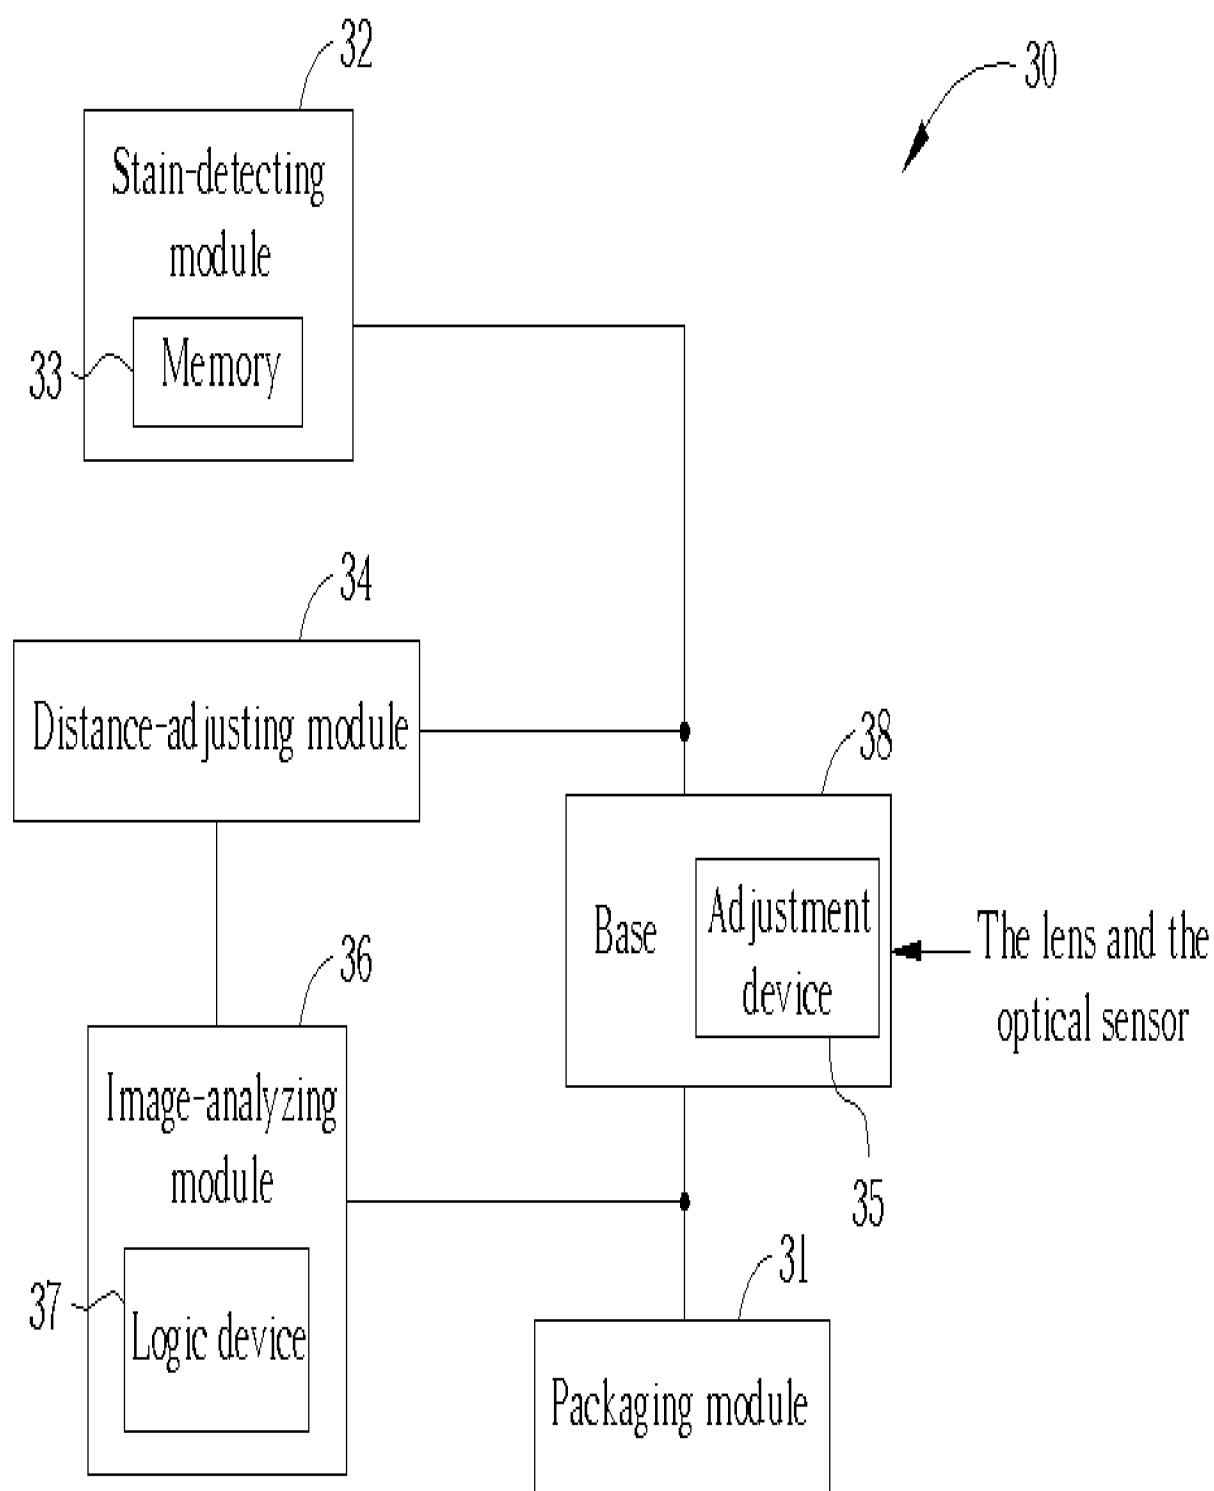 32
30
Stain-detecting
module
33
Memory
34
Distance-adjusting module
38
Base
Adjustment
device
The lens and the
optical sensor
36
Image-analyzing
module
35
31
37
Logic device
Packaging module